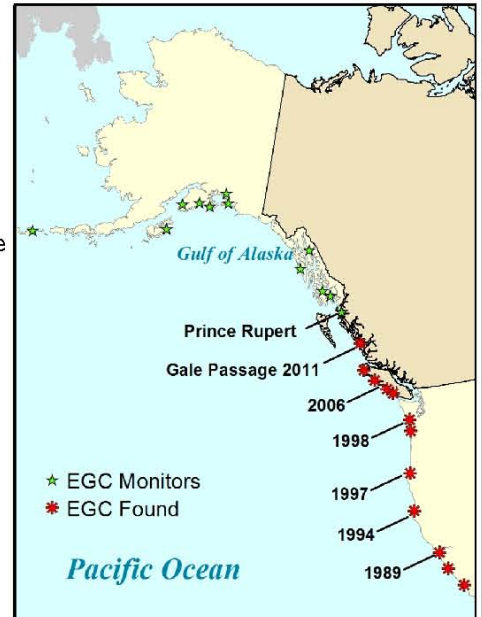 e
Gulf of Alaska
Prince Rupert
Gale Passage 2011
2006
1998
1997
1994
1989
EGC Monitors
EGC Found
Pacific Ocean